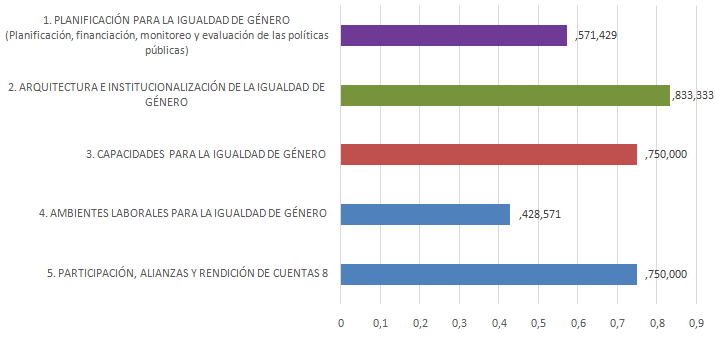 1. PLANIFICACIÓN PARA LA IGUALDAD DE GÉNERO
(Planificación, financiación, monitoreo y evaluación de las políticas
públicas)
,571,429
2. ARQUITECTURA E INSTITUCIONALIZACIÓN DE LA IGUALDAD DE
GÉNERO
,833,333
3. CAPACIDADES PARA LA IGUALDAD DE GÉNERO
,750,000
4. AMBIENTES LABORALES PARA LA IGUALDAD DE GÉNERO
,428,571
5. PARTICIPACIÓN, ALIANZAS Y RENDICIÓN DE CUENTAS 8
,750,000
0 0,1 0,2 0,3 0,4 0,5 0,6 0,7 0,8 0,9